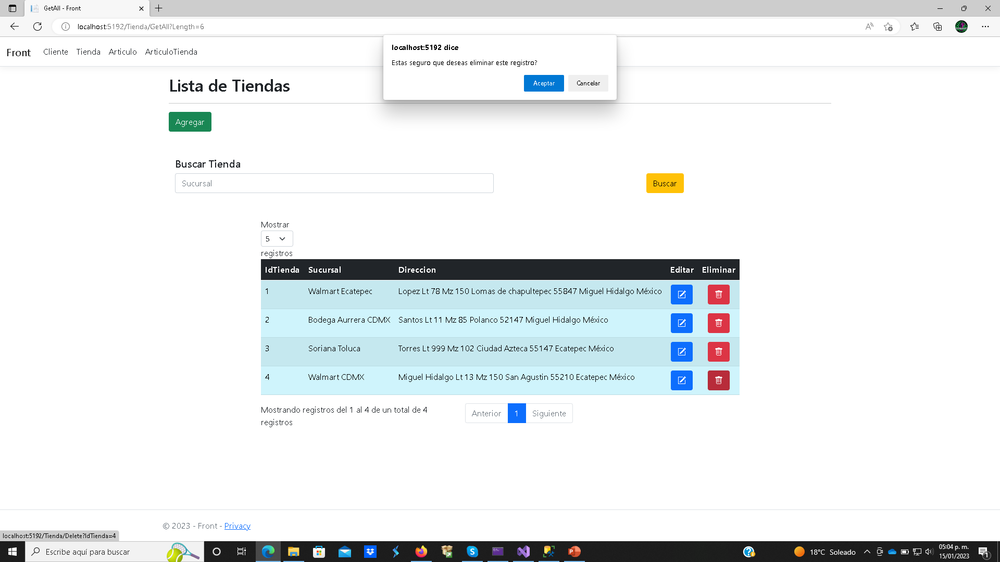 GetAll - Front
localhost:5192/Tienda/GetAll?Length=6
Front Cliente Tienda Articulo ArticuloTienda
localhost:5192 dice
Estas seguro que deseas eliminar este registro?
Aceptar Cancelar
Lista de Tiendas
Agregar
Buscar Tienda
Sucursal Buscar
Mostrar
5
registros
IdTienda Sucursal Direccion Editar Eliminar
1 Walmart Ecatepec Lopez Lt 78 Mz 150 Lomas de chapultepec 55847 Miguel Hidalgo México
2 Bodega Aurrera CDMX Santos Lt 11 Mz 85 Polanco 52147 Miguel Hidalgo México
3 Soriana Toluca Torres Lt 999 Mz 102 Ciudad Azteca 55147 Ecatepec México
4 Walmart CDMX Miguel Hidalgo Lt 13 Mz 150 San Agustin 55210 Ecatepec México
Mostrando registros del 1 al 4 de un total de 4
registros
Anterior 1 Siguiente
© 2023 - Front - Privacy
localhost:5192/Tienda/Delete?IdTienda=4
Escribe aquí para buscar
18°C Soleado
05:04 p. m.
15/01/2023
1